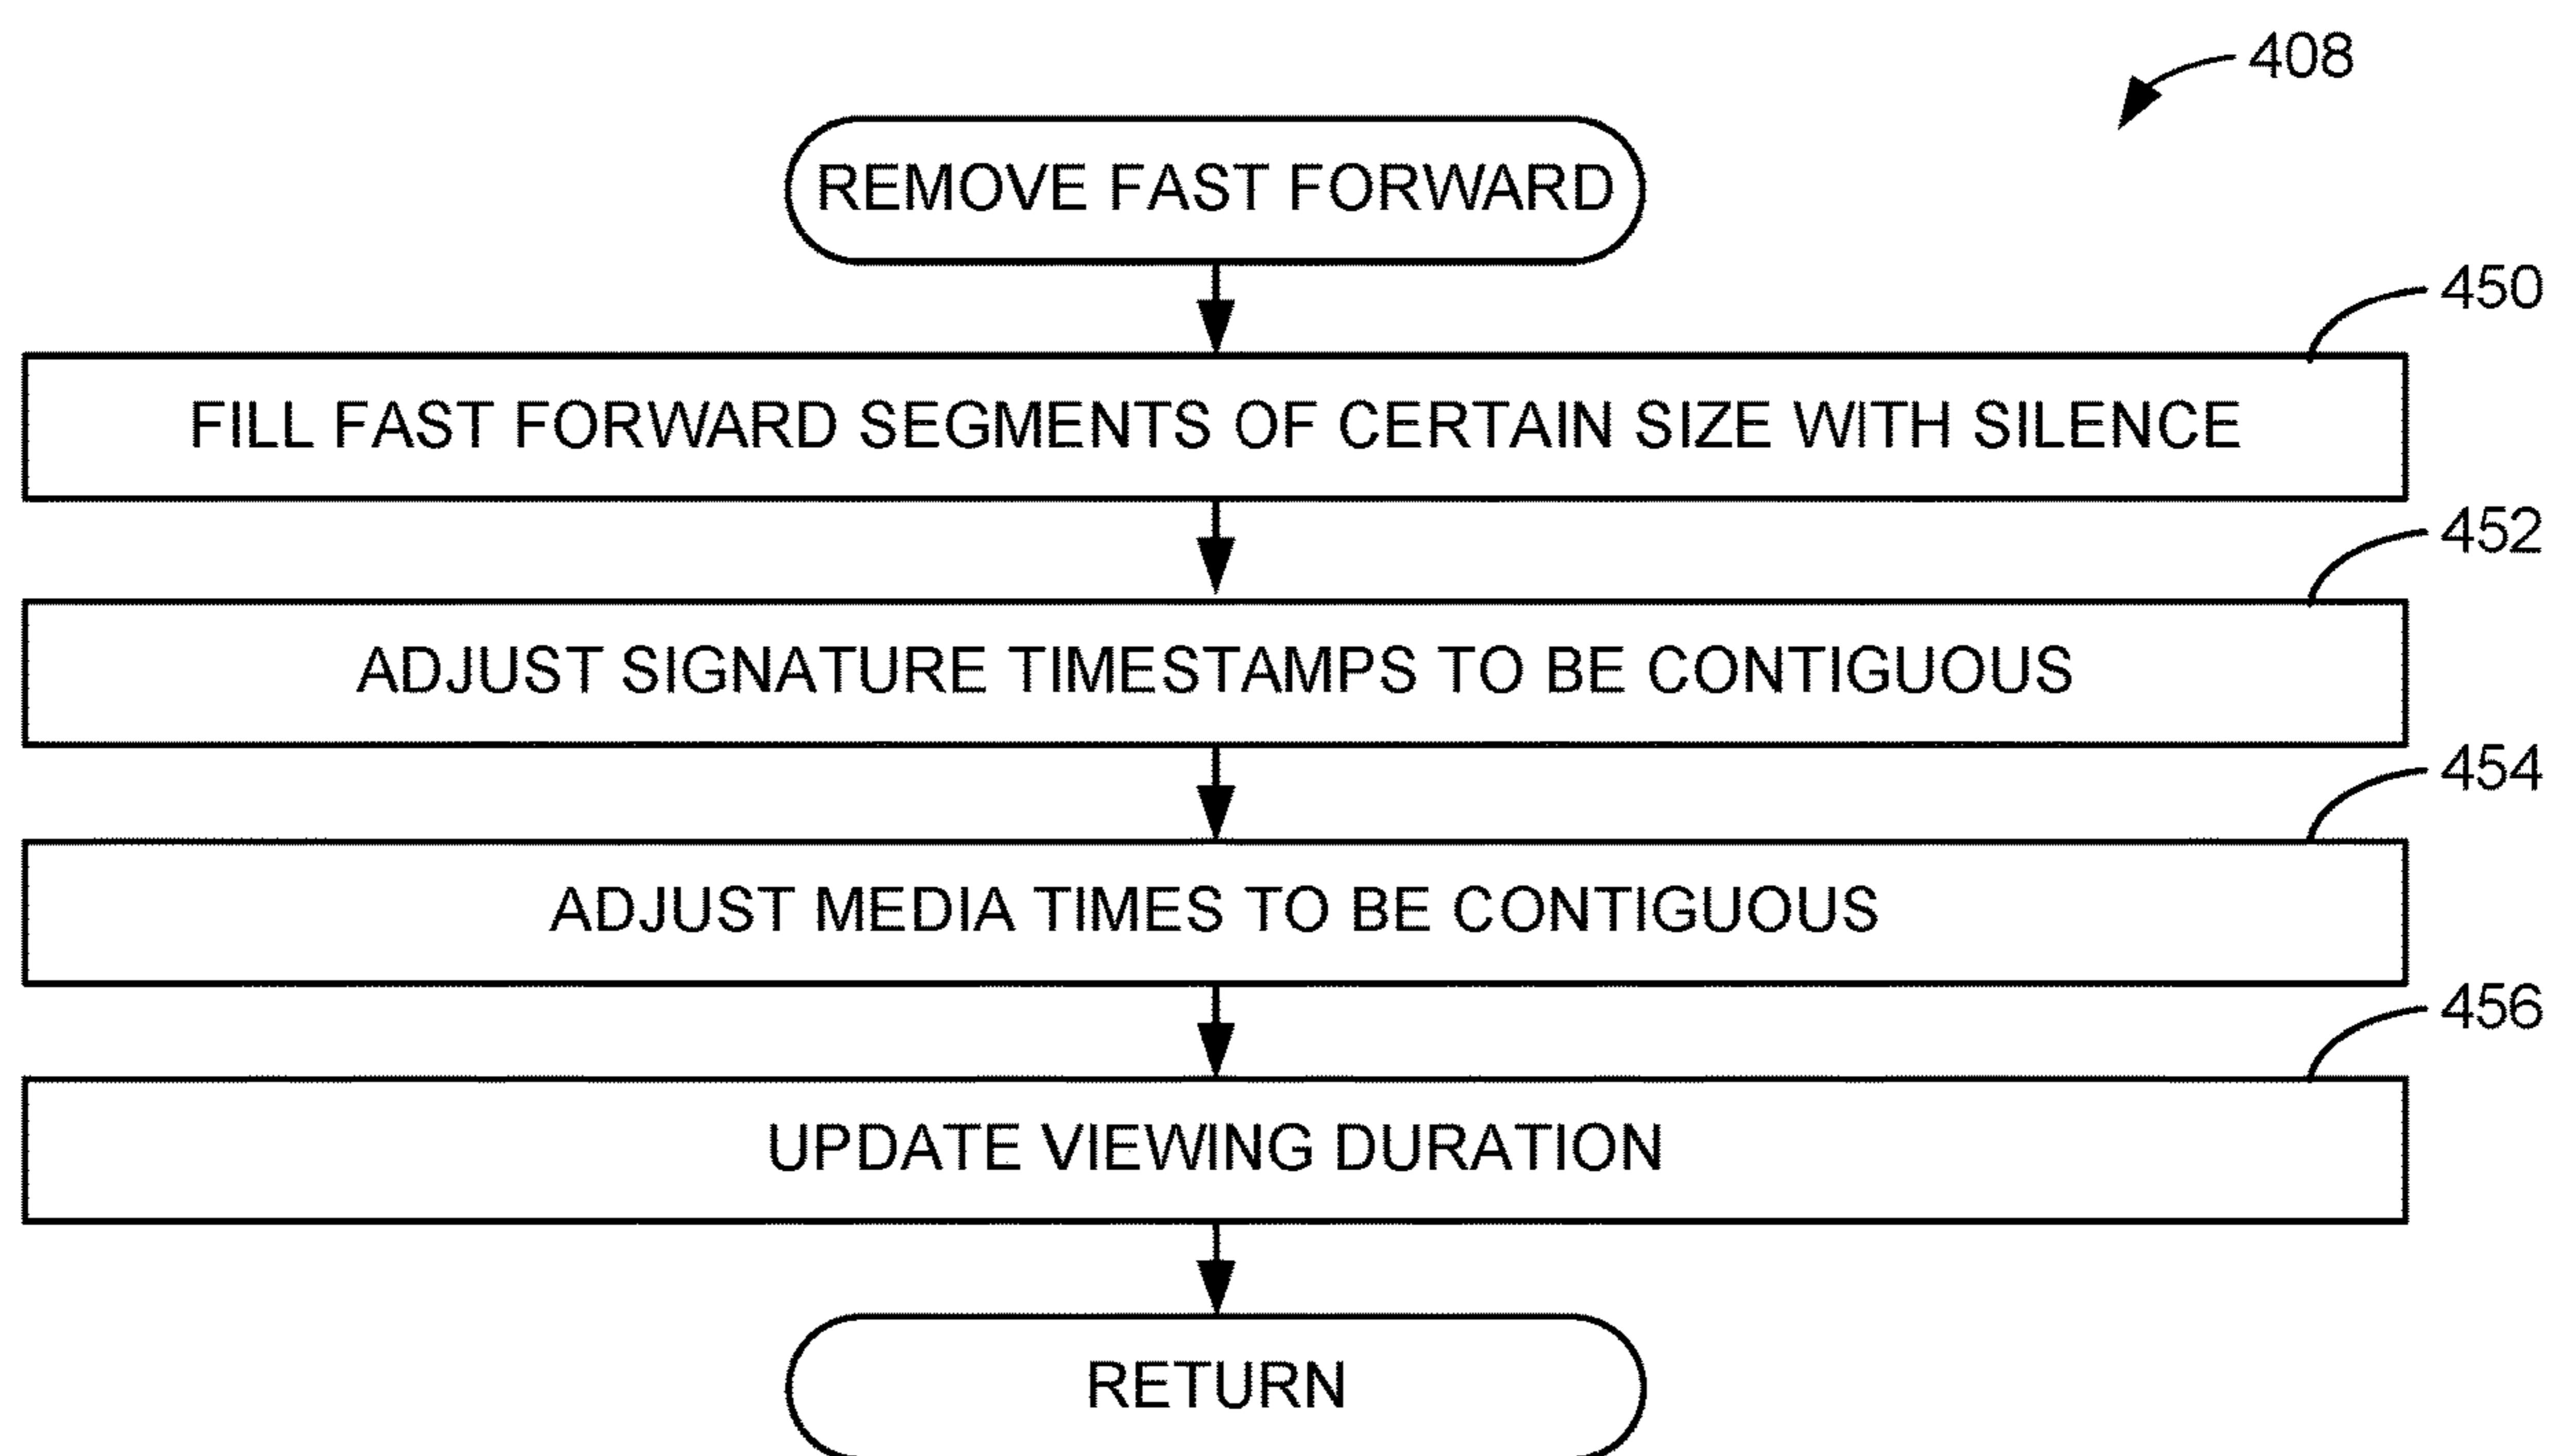 408
REMOVE FAST FORWARD
450
FILL FAST FORWARD SEGMENTS OF CERTAIN SIZE WITH SILENCE
452
ADJUST SIGNATURE TIMESTAMPS TO BE CONTIGUOUS
454
ADJUST MEDIA TIMES TO BE CONTIGUOUS
456
UPDATE VIEWING DURATION
RETURN